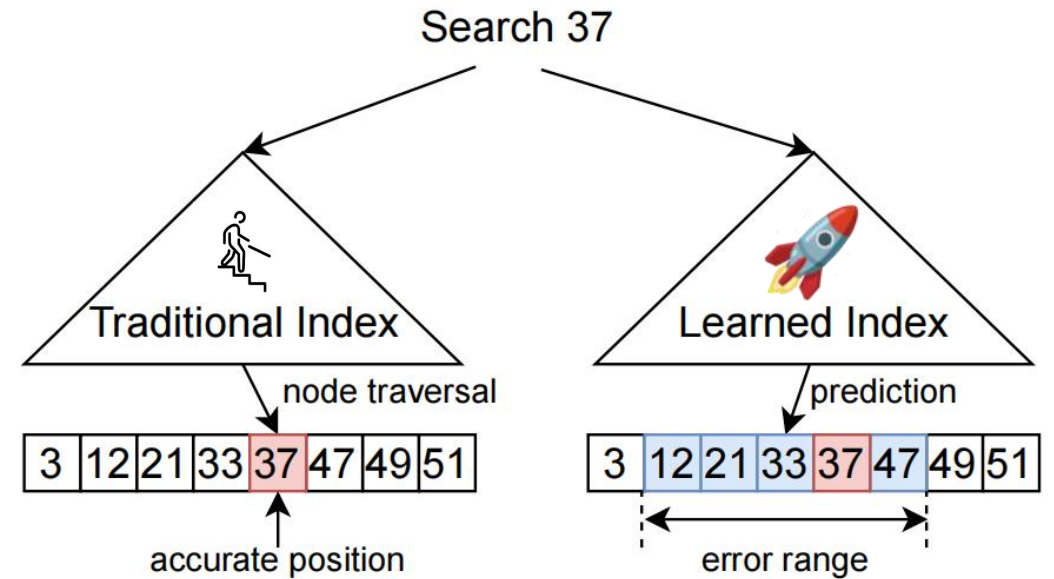 Search 37
Traditional Index
Learned Index
node traversal
prediction
3 12 21 33 37 47 49 51
3 12 21 33 37 47 49 51
accurate position
error range